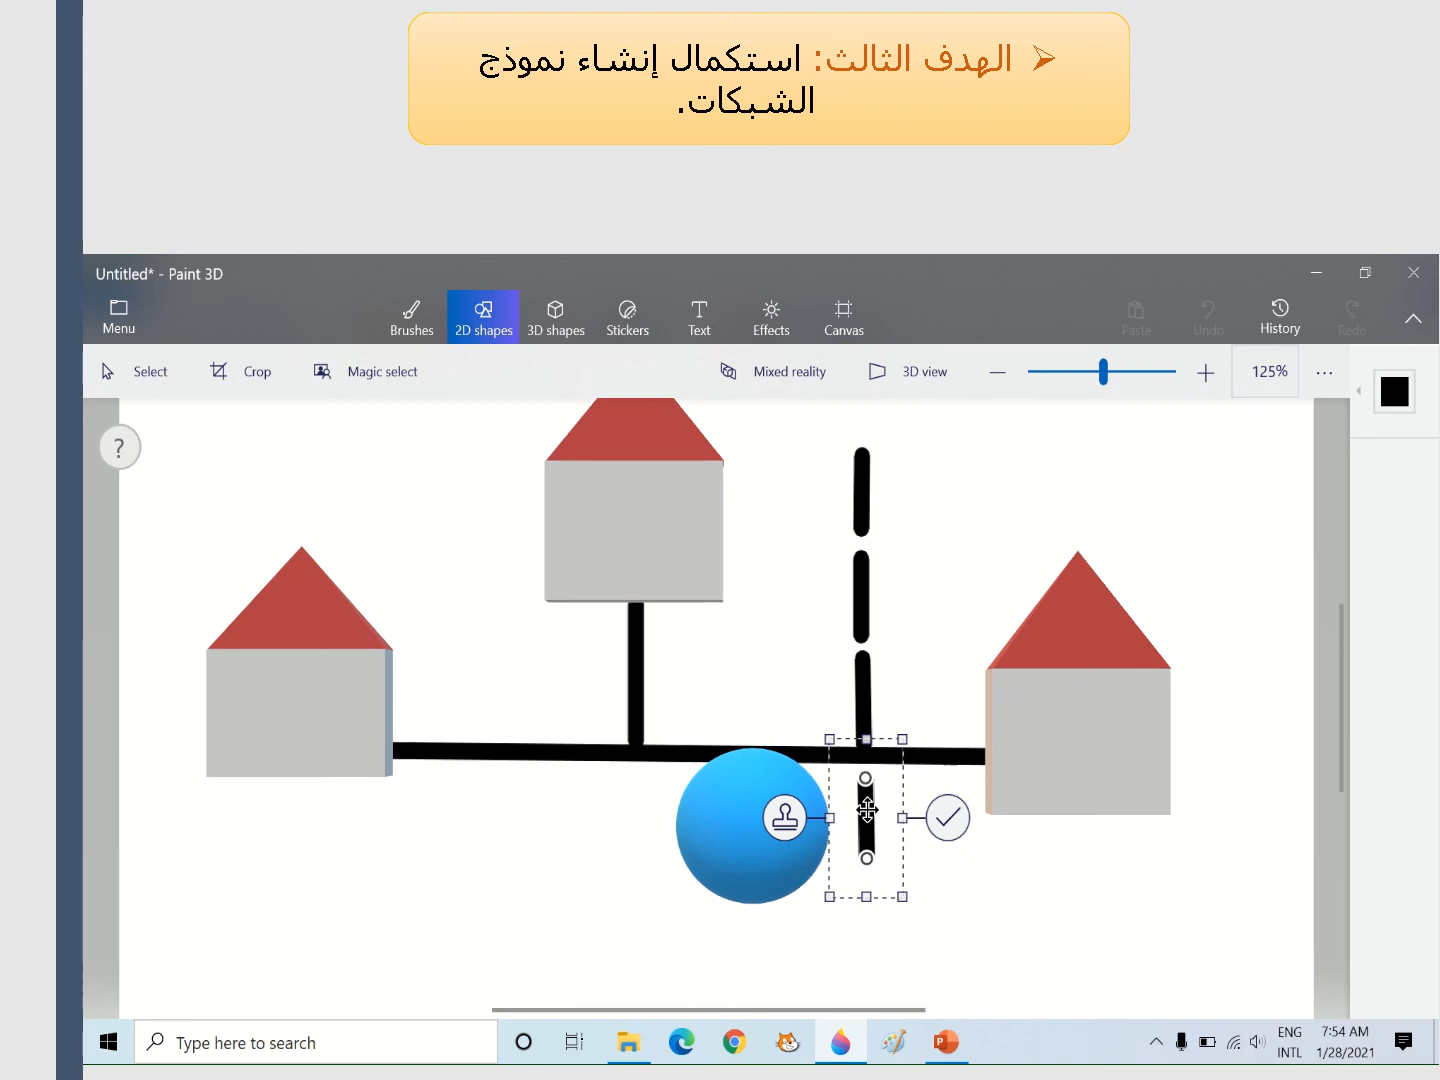 ➢ الهدف الثالث: استكمال إنشاء نموذج
الشبكات.
Untitled* - Paint 3D
Menu
Brushes
2D shapes
3D shapes
Stickers
Text
Effects
Canvas
Paste
Undo
History
Redo
Select
Crop
Magic select
Mixed reality
3D view
125%
?
Type here to search
ENG
INTL
7:54 AM
1/28/2021